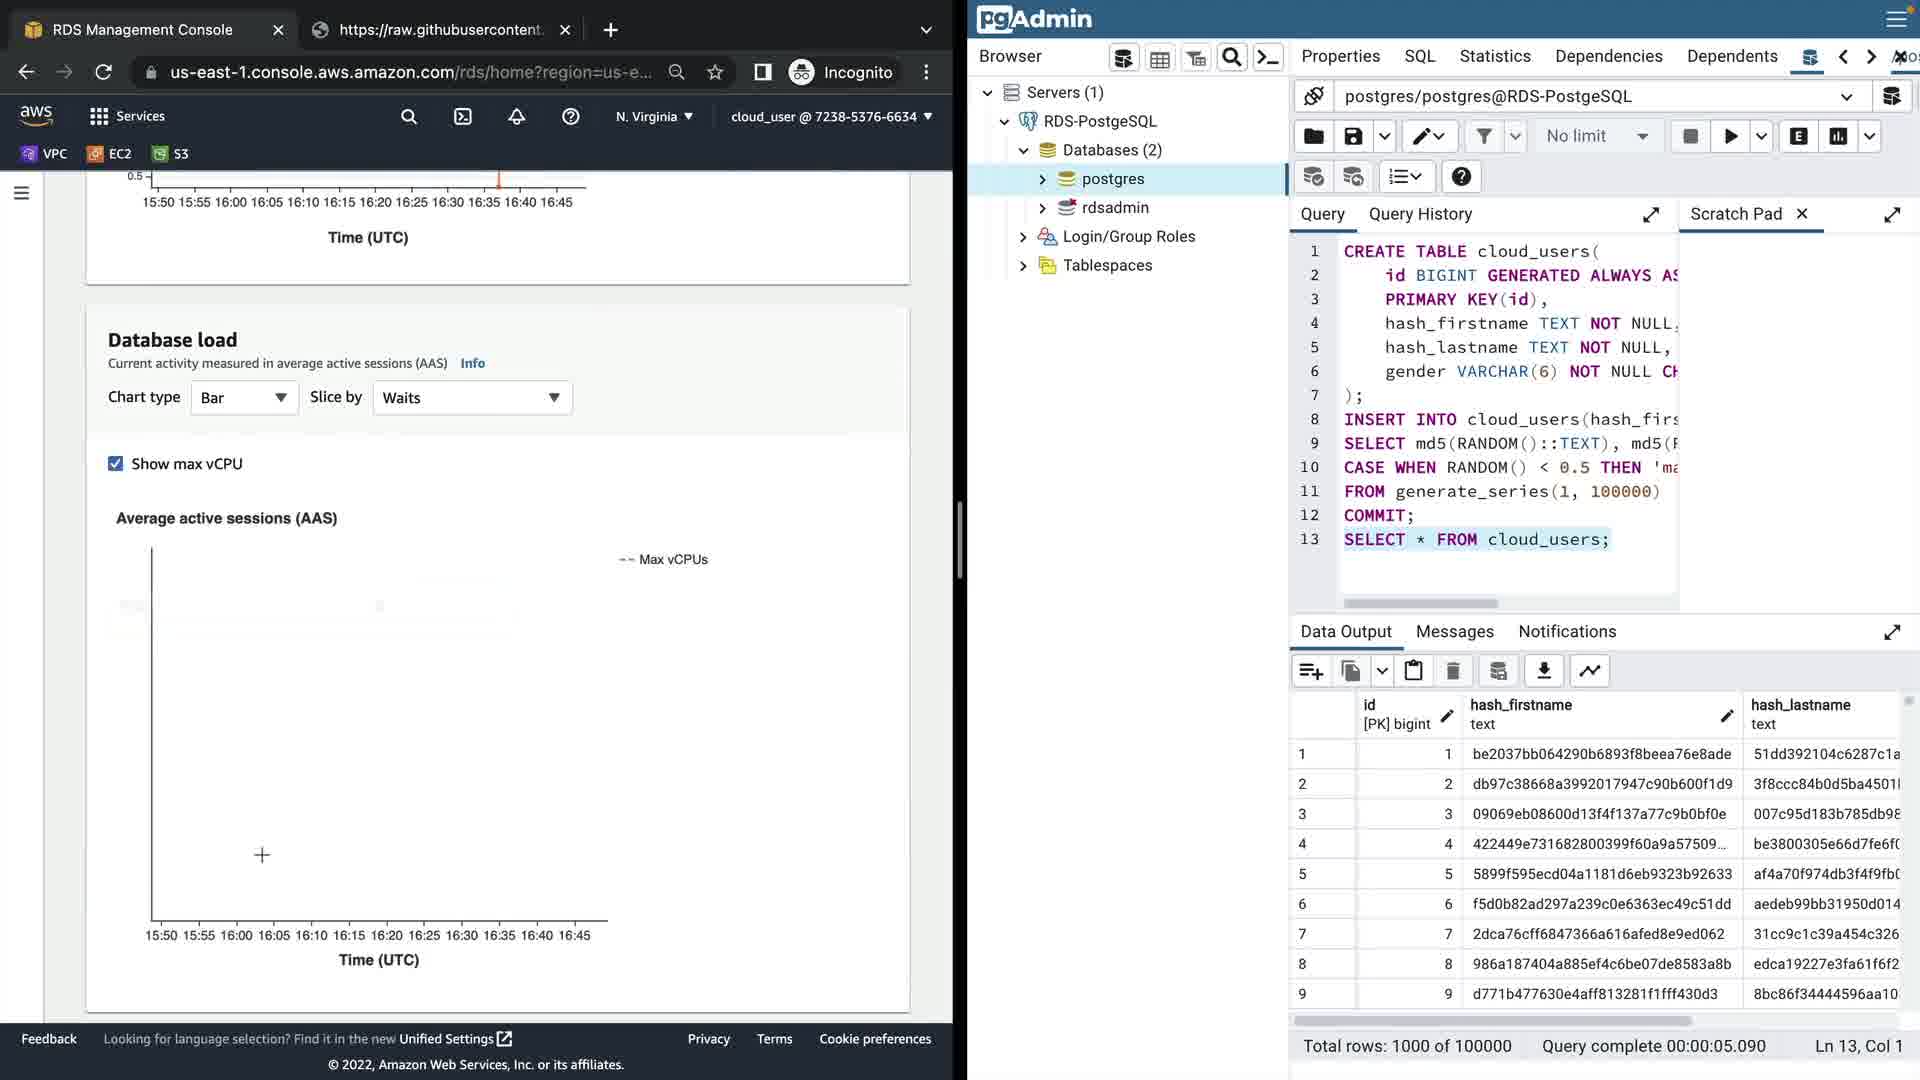 RDS Management Console
https://raw.githubusercontent.
us-east-1.console.aws.amazon.com/rds/home?region=us-e...
Incognito
aws
Services
N. Virginia ▼
cloud_user @ 7238-5376-6634 ▼
VPC
EC2
S3
0.5
15:50 15:55 16:00 16:05 16:10 16:15 16:20 16:25 16:30 16:35 16:40 16:45
Time (UTC)
Database load
Current activity measured in average active sessions (AAS) Info
Chart type
Bar
Slice by
Waits
Show max vCPU
Average active sessions (AAS)
Max vCPUs
15:50 15:55 16:00 16:05 16:10 16:15 16:20 16:25 16:30 16:35 16:40 16:45
Time (UTC)
Feedback
Looking for language selection? Find it in the new Unified Settings
Privacy
Terms
Cookie preferences
© 2022, Amazon Web Services, Inc. or its affiliates.
pgAdmin
Browser
Servers (1)
RDS-PostgeSQL
Databases (2)
postgres
rdsadmin
Login/Group Roles
Tablespaces
Properties
SQL
Statistics
Dependencies
Dependents
postgres/postgres@RDS-PostgeSQL
No limit
E
Query
Query History
Scratch Pad
1 CREATE TABLE cloud_users(
2 id BIGINT GENERATED ALWAYS AS
3 PRIMARY KEY(id),
4 hash_firstname TEXT NOT NULL,
5 hash_lastname TEXT NOT NULL,
6 gender VARCHAR(6) NOT NULL CH
7 );
8 INSERT INTO cloud_users(hash_firs
9 SELECT md5(RANDOM()::TEXT), md5(R
10 CASE WHEN RANDOM() < 0.5 THEN 'ma
11 FROM generate_series(1, 100000)
12 COMMIT;
13 SELECT * FROM cloud_users;
Data Output
Messages
Notifications
id
[PK] bigint
hash_firstname
text
hash_lastname
text
1 1 be2037bb064290b6893f8beea76e8ade 51dd392104c6287c1a
2 2 db97c38668a3992017947c90b600f1d9 3f8ccc84b0d5ba4501
3 3 09069eb08600d13f4f137a77c9b0bf0e 007c95d183b785db98
4 4 422449e731682800399f60a9a57509... be3800305e66d7fe6f0
5 5 5899f595ecd04a1181d6eb9323b92633 af4a70f974db3f4f9fb0
6 6 f5d0b82ad297a239c0e6363ec49c51dd aedeb99bb31950d014
7 7 2dca76cff6847366a616afed8e9ed062 31cc9c1c39a454c326
8 8 986a187404a885ef4c6be07de8583a8b edca19227e3fa61f6f2
9 9 d771b477630e4aff813281f1fff430d3 8bc86f34444596aa10
Total rows: 1000 of 100000
Query complete 00:00:05.090
Ln 13, Col 1